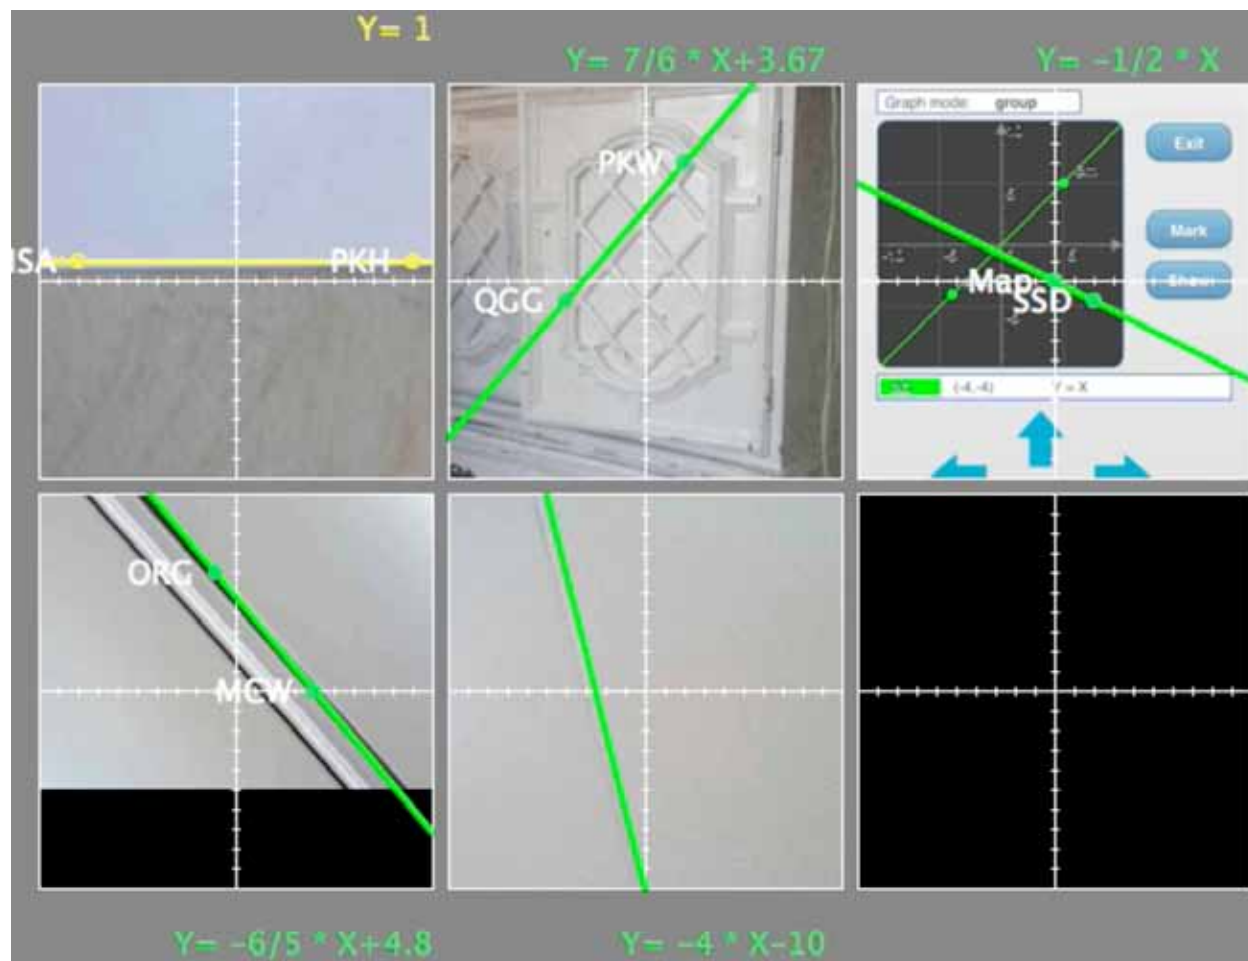 Y= 1
Y= 7/6 * X+3.67
Y= -1/2 * X
Graph mode: group
Exit
PKW
Mark
PKH
QGG
Map
SSD
(-4,-4) Y = X
ORG
MCW
Y= -6/5 * X+4.8
Y= -4 * X-10